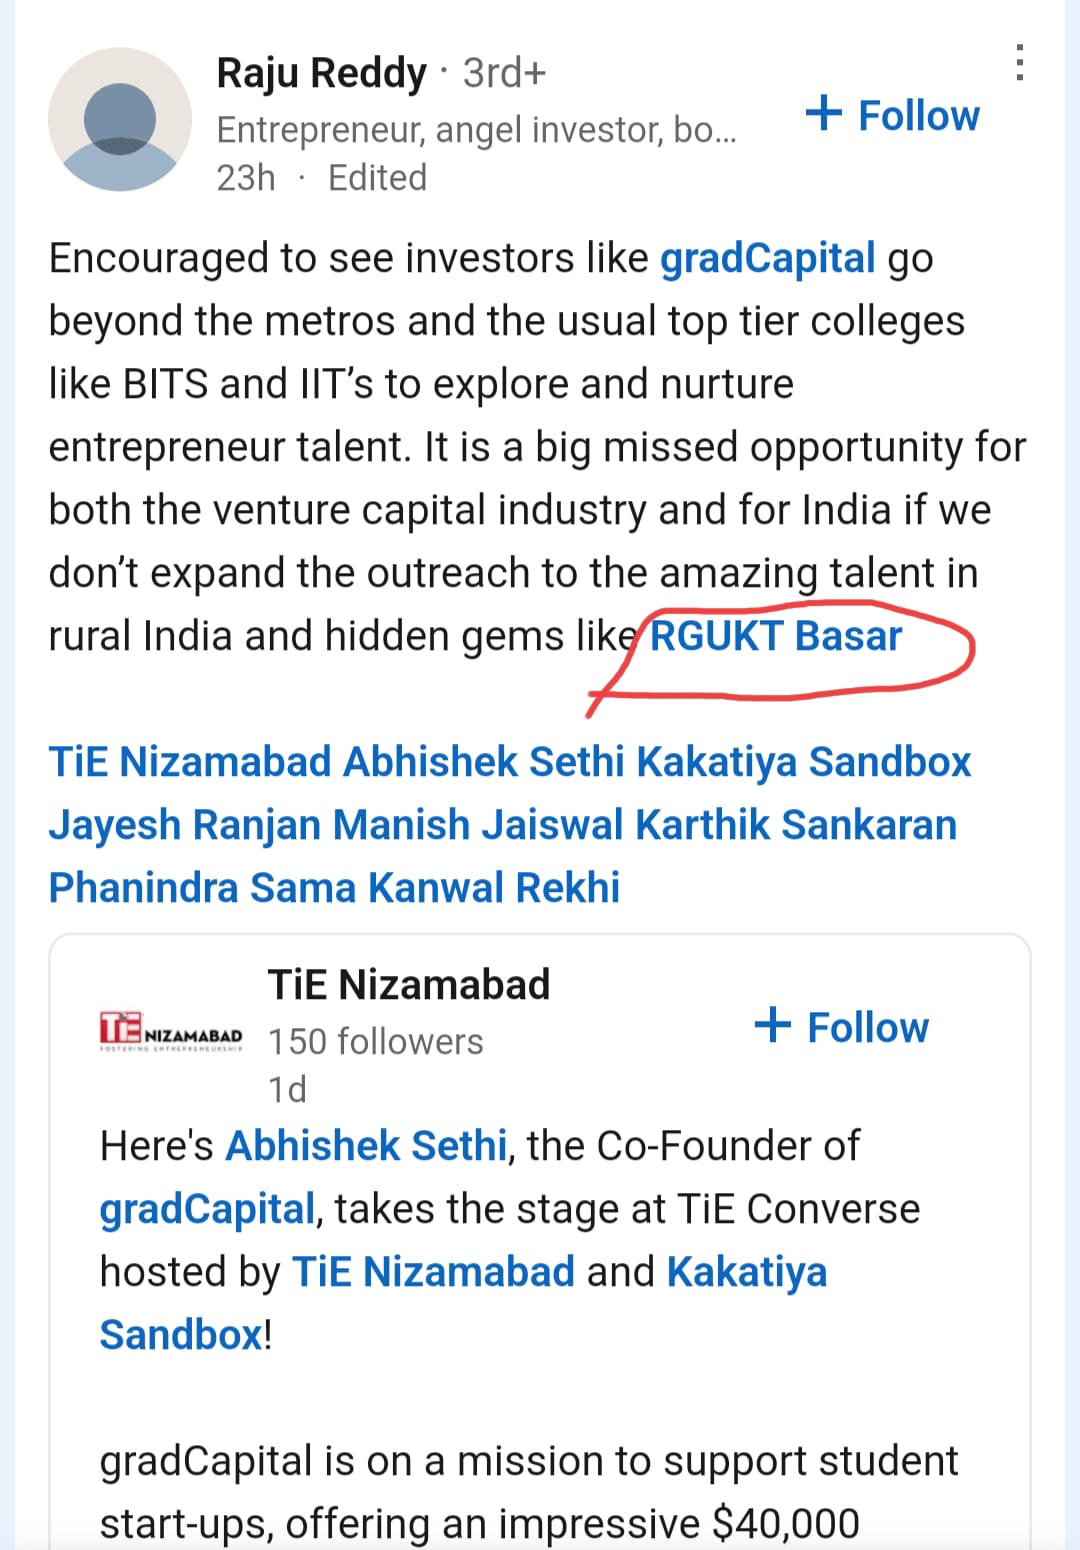 Raju Reddy · 3rd+
Entrepreneur, angel investor, bo...
23h · Edited
+ Follow
Encouraged to see investors like gradCapital go
beyond the metros and the usual top tier colleges
like BITS and IIT’s to explore and nurture
entrepreneur talent. It is a big missed opportunity for
both the venture capital industry and for India if we
don’t expand the outreach to the amazing talent in
rural India and hidden gems like RGUKT Basar
TiE Nizamabad Abhishek Sethi Kakatiya Sandbox
Jayesh Ranjan Manish Jaiswal Karthik Sankaran
Phanindra Sama Kanwal Rekhi
TiE NIZAMABAD
FOSTERING ENTREPRENEURSHIP
TiE Nizamabad
150 followers
1d
+ Follow
Here's Abhishek Sethi, the Co-Founder of
gradCapital, takes the stage at TiE Converse
hosted by TiE Nizamabad and Kakatiya
Sandbox!
gradCapital is on a mission to support student
start-ups, offering an impressive $40,000